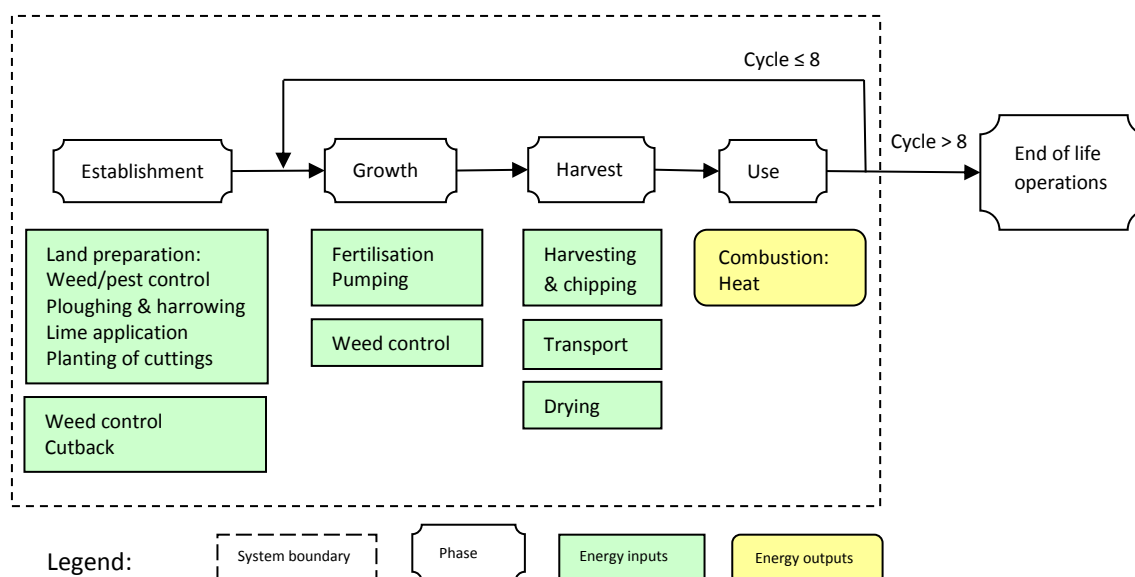 Cycle ≤ 8
Cycle > 8
Establishment
Growth
Harvest
Use
End of life
operations
Land preparation:
Weed/pest control
Ploughing & harrowing
Lime application
Planting of cuttings
Weed control
Cutback
Fertilisation
Pumping
Weed control
Harvesting
& chipping
Transport
Drying
Combustion:
Heat
Legend:
System boundary
Phase
Energy inputs
Energy outputs